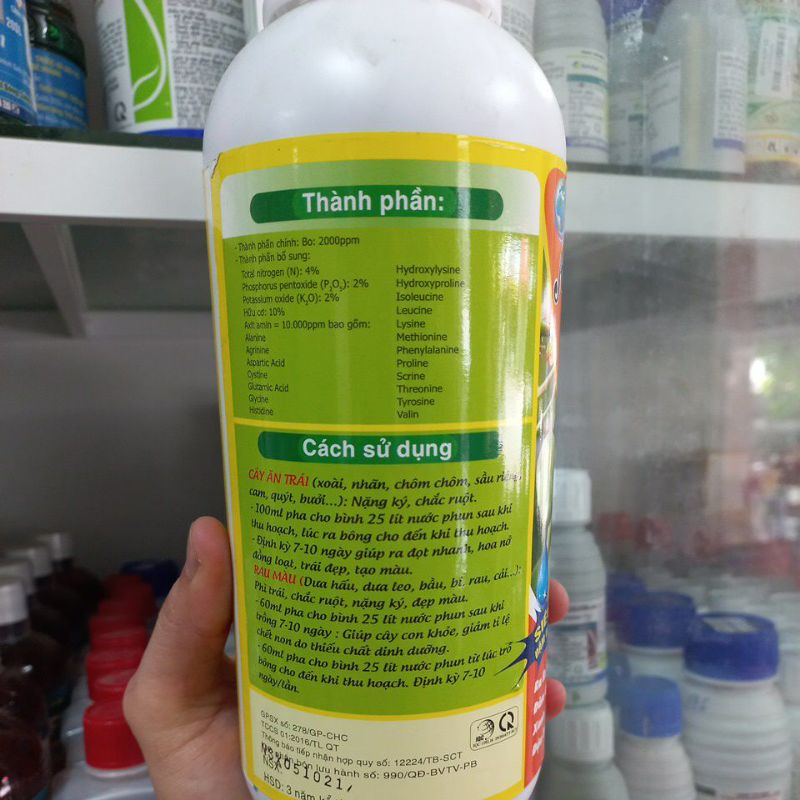 Thành phần:
- Thành phần chính: Bo: 2000ppm
- Thành phần bổ sung:
Total nitrogen (N): 4%
Phosphorus pentoxide (P2O5): 2%
Potassium oxide (K2O): 2%
Hữu cơ: 10%
Axit amin = 10.000ppm bao gồm:
Alanine
Agrinine
Aspartic Acid
Cystine
Glutamic Acid
Glycine
Histidine
Hydroxylysine
Hydroxyproline
Isoleucine
Leucine
Lysine
Methionine
Phenylalanine
Proline
Scrine
Threonine
Tyrosine
Valin
Cách sử dụng
CÂY ĂN TRÁI (xoài, nhãn, chôm chôm, sầu riêng,
cam, quýt, bưởi...): Nặng ký, chắc ruột.
- 100ml pha cho bình 25 lít nước phun sau khi
thu hoạch, lúc ra bông cho đến khi thu hoạch.
- Định kỳ 7-10 ngày giúp ra đọt nhanh, hoa nở
đồng loạt, trái đẹp, tạo màu.
RAU MÀU (Dưa hấu, dưa leo, bầu, bí, rau, cải...):
Phì trái, chắc ruột, nặng ký, đẹp màu.
- 60ml pha cho bình 25 lít nước phun sau khi
trồng 7-10 ngày : Giúp cây con khỏe, giảm tỉ lệ
chết non do thiếu chất dinh dưỡng.
- 60ml pha cho bình 25 lít nước phun từ lúc trổ
bông cho đến khi thu hoạch. Định kỳ 7-10
ngày/lần.
GPSX số: 278/GP-CHC
TCCS 01:2016/TL QT
Thông báo tiếp nhận hợp quy số: 12224/TB-SCT
phân bón lưu hành số: 990/QĐ-BVTV-PB
NSX 051021
HSD: 3 năm